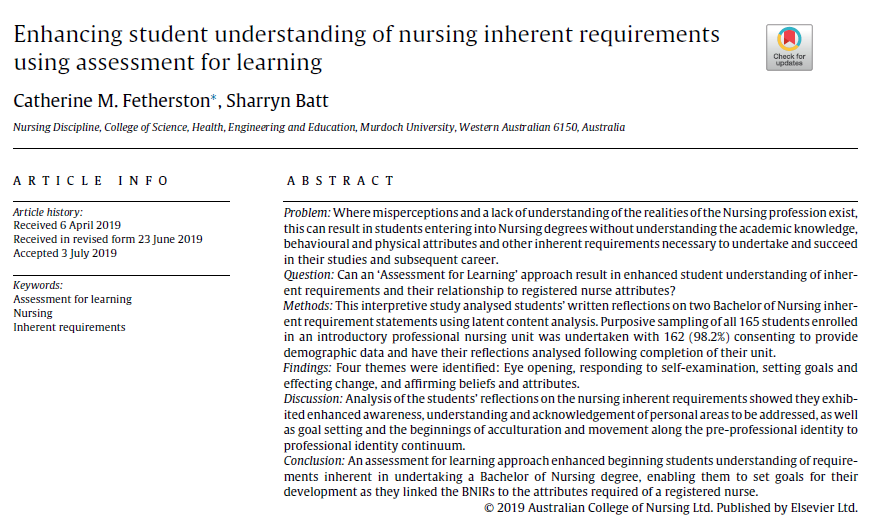 Enhancing student understanding of nursing inherent requirements
using assessment for learning
Check for
updates
Catherine M. Fetherston*, Sharryn Batt
Nursing Discipline, College of Science, Health, Engineering and Education, Murdoch University, Western Australian 6150, Australia
ARTICLE INFO
Article history:
Received 6 April 2019
Received in revised form 23 June 2019
Accepted 3 July 2019
Keywords:
Assessment for learning
Nursing
Inherent requirements
ABSTRACT
Problem: Where misperceptions and a lack of understanding of the realities of the Nursing profession exist,
this can result in students entering into Nursing degrees without understanding the academic knowledge,
behavioural and physical attributes and other inherent requirements necessary to undertake and succeed
in their studies and subsequent career.
Question: Can an ‘Assessment for Learning’ approach result in enhanced student understanding of inher-
ent requirements and their relationship to registered nurse attributes?
Methods: This interpretive study analysed students’ written reflections on two Bachelor of Nursing inher-
ent requirement statements using latent content analysis. Purposive sampling of all 165 students enrolled
in an introductory professional nursing unit was undertaken with 162 (98.2%) consenting to provide
demographic data and have their reflections analysed following completion of their unit.
Findings: Four themes were identified: Eye opening, responding to self-examination, setting goals and
effecting change, and affirming beliefs and attributes.
Discussion: Analysis of the students’ reflections on the nursing inherent requirements showed they exhib-
ited enhanced awareness, understanding and acknowledgement of personal areas to be addressed, as well
as goal setting and the beginnings of acculturation and movement along the pre-professional identity to
professional identity continuum.
Conclusion: An assessment for learning approach enhanced beginning students understanding of require-
ments inherent in undertaking a Bachelor of Nursing degree, enabling them to set goals for their
development as they linked the BNIRs to the attributes required of a registered nurse.
© 2019 Australian College of Nursing Ltd. Published by Elsevier Ltd.